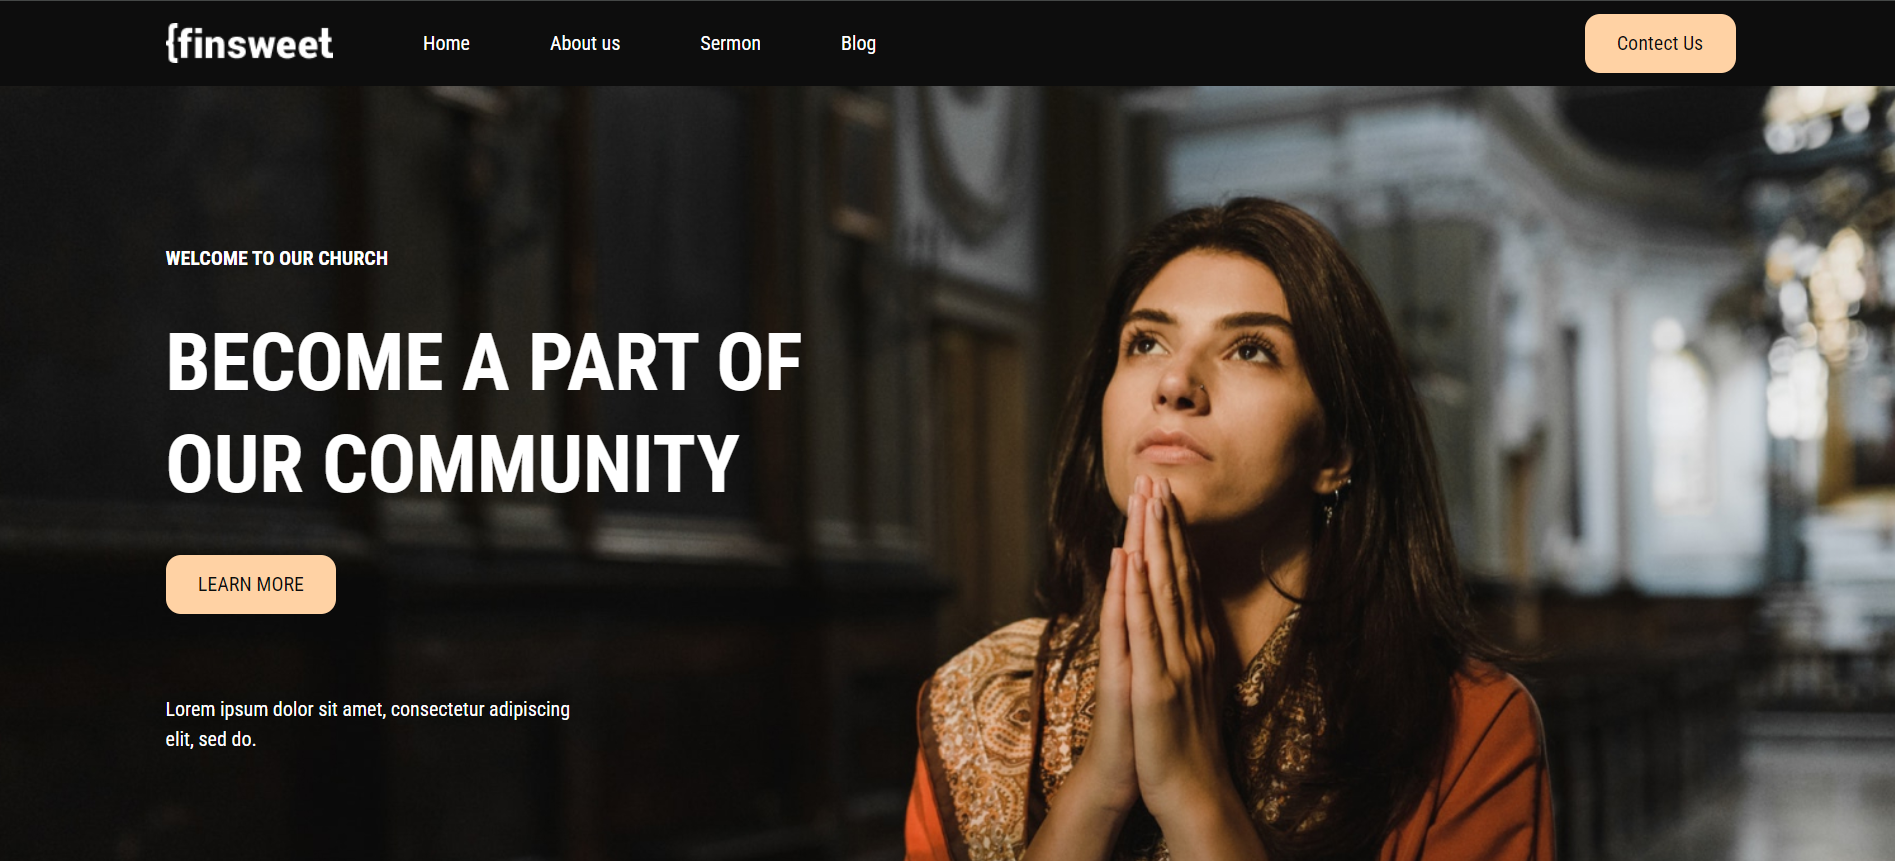 {finsweet
Home
About us
Sermon
Blog
Contect Us
WELCOME TO OUR CHURCH
BECOME A PART OF
OUR COMMUNITY
LEARN MORE
Lorem ipsum dolor sit amet, consectetur adipiscing
elit, sed do.